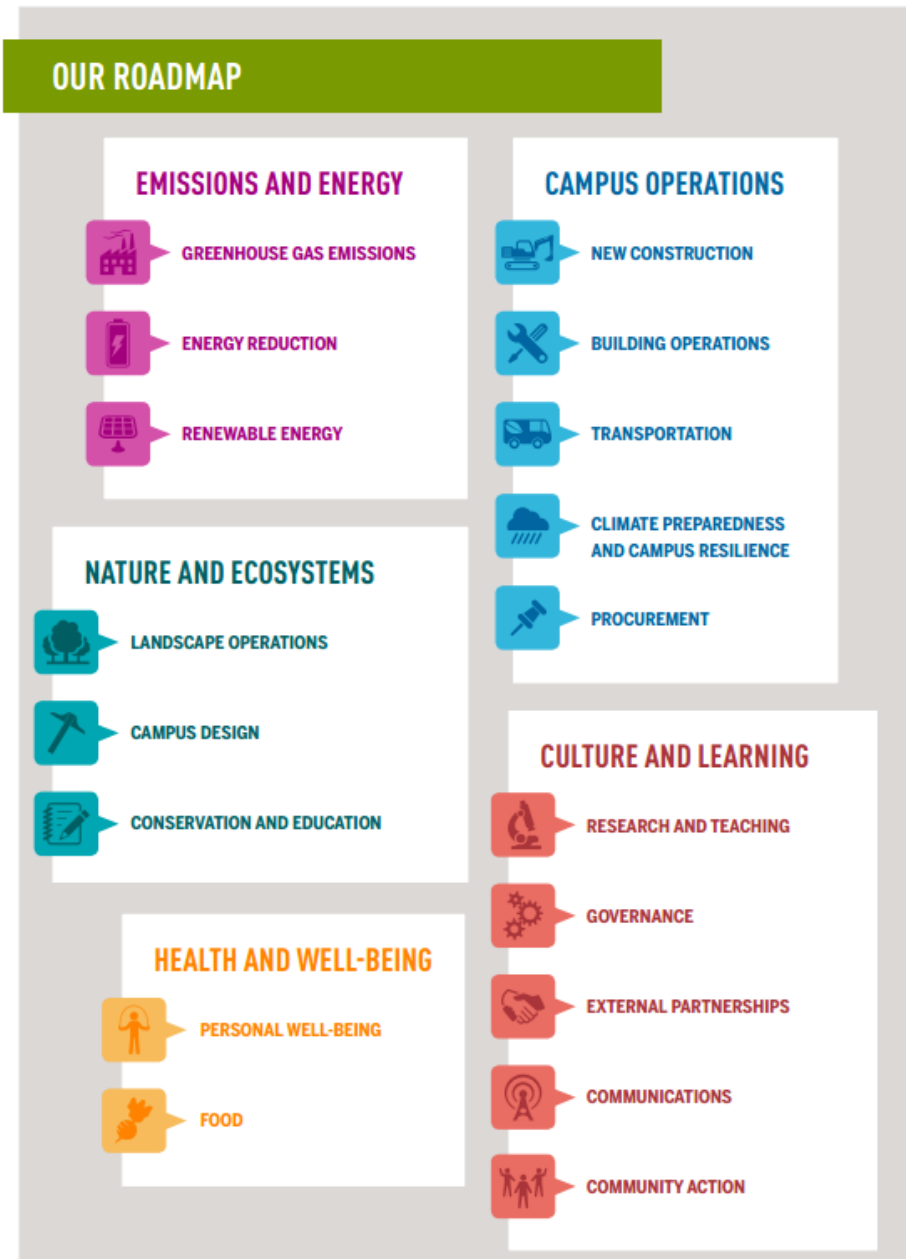 OUR ROADMAP
EMISSIONS AND ENERGY
GREENHOUSE GAS EMISSIONS
ENERGY REDUCTION
RENEWABLE ENERGY
NATURE AND ECOSYSTEMS
LANDSCAPE OPERATIONS
CAMPUS DESIGN
CONSERVATION AND EDUCATION
HEALTH AND WELL-BEING
PERSONAL WELL-BEING
FOOD
CAMPUS OPERATIONS
NEW CONSTRUCTION
BUILDING OPERATIONS
TRANSPORTATION
CLIMATE PREPAREDNESS
AND CAMPUS RESILIENCE
PROCUREMENT
CULTURE AND LEARNING
RESEARCH AND TEACHING
GOVERNANCE
EXTERNAL PARTNERSHIPS
COMMUNICATIONS
COMMUNITY ACTION